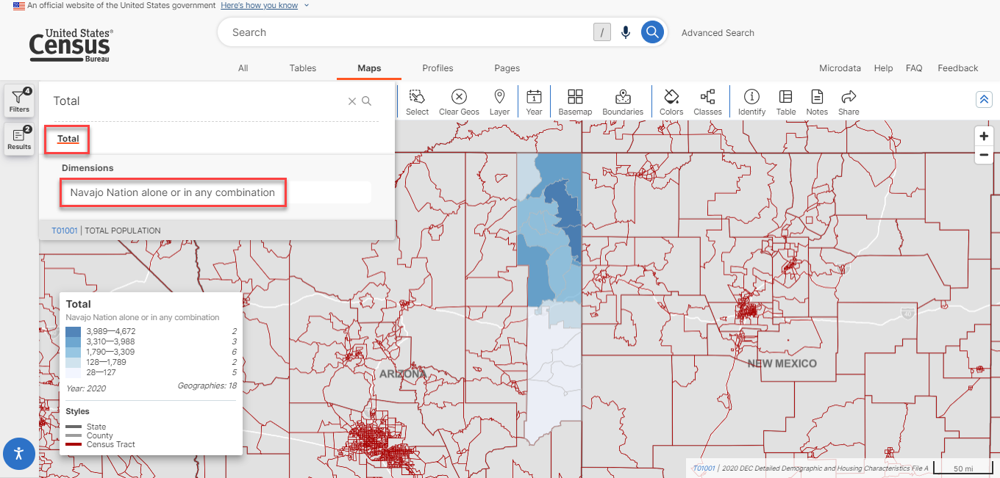 An official website of the United States government Here's how you know
United States®
Census
Bureau
Search /
Advanced Search
All Tables Maps Profiles Pages
Microdata Help FAQ Feedback
4
Filters
2
Results
Total
Select Clear Geos Layer 1 Year Basemap Boundaries Colors Classes Identify Table Notes Share
Total
Dimensions
Navajo Nation alone or in any combination
T01001 | TOTAL POPULATION
+
−
Total
Navajo Nation alone or in any combination
3,989—4,672 2
3,310—3,988 3
1,790—3,309 6
128—1,789 2
28—127 5
Year: 2020 Geographies: 18
Styles
State
County
Census Tract
ARIZONA
NEW MEXICO
40
T01001 | 2020 DEC Detailed Demographic and Housing Characteristics File A
50 mi